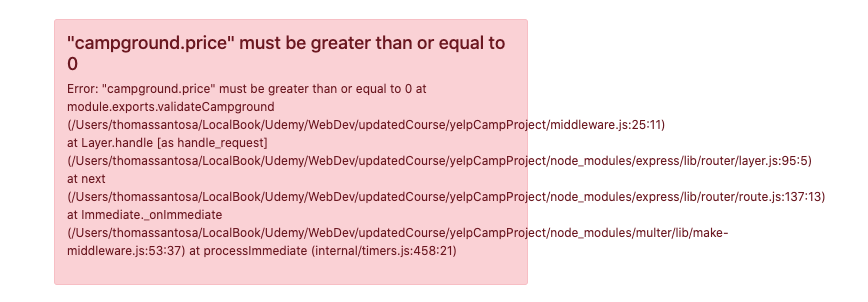 "campground.price" must be greater than or equal to
0
Error: "campground.price" must be greater than or equal to 0 at
module.exports.validateCampground
(/Users/thomassantosa/LocalBook/Udemy/WebDev/updatedCourse/yelpCampProject/middleware.js:25:11)
at Layer.handle [as handle_request]
(/Users/thomassantosa/LocalBook/Udemy/WebDev/updatedCourse/yelpCampProject/node_modules/express/lib/router/layer.js:95:5)
at next
(/Users/thomassantosa/LocalBook/Udemy/WebDev/updatedCourse/yelpCampProject/node_modules/express/lib/router/route.js:137:13)
at Immediate._onImmediate
(/Users/thomassantosa/LocalBook/Udemy/WebDev/updatedCourse/yelpCampProject/node_modules/multer/lib/make-
middleware.js:53:37) at processImmediate (internal/timers.js:458:21)